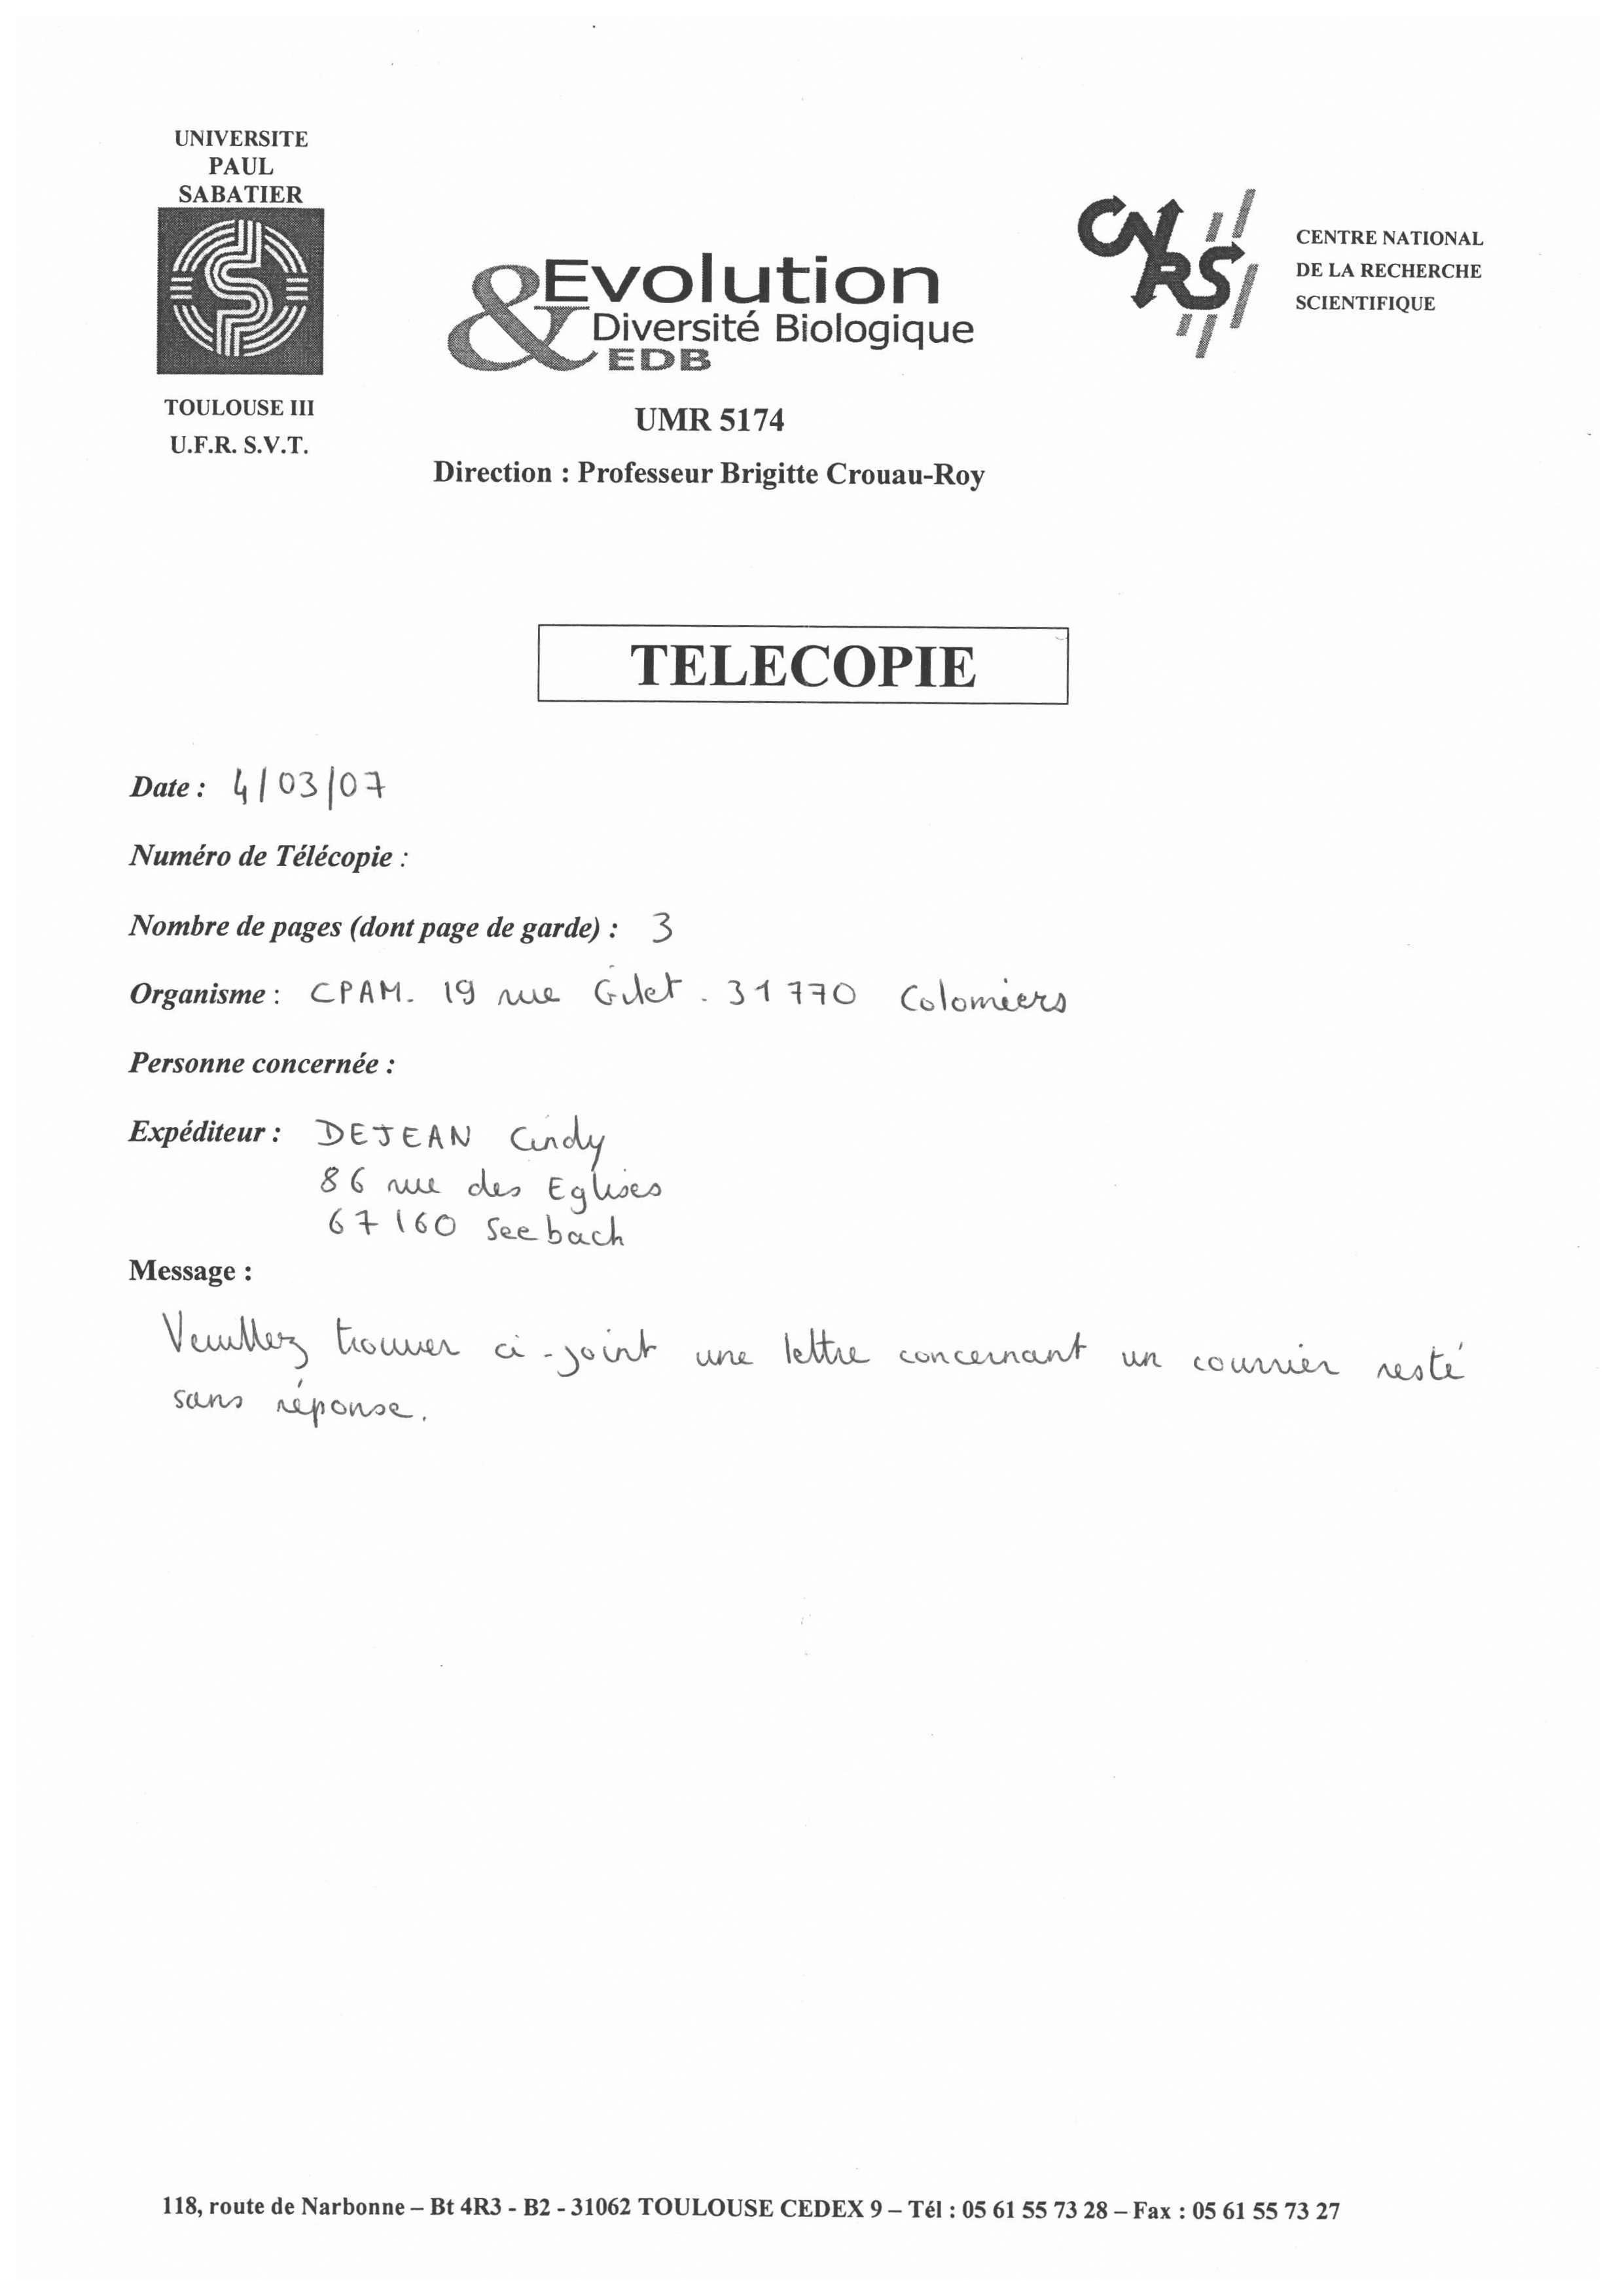 UNIVERSITE
PAUL
SABATIER
TOULOUSE III
U.F.R. S.V.T.
&Evolution
Diversité Biologique
EDB
UMR 5174
Direction : Professeur Brigitte Crouau-Roy
CNRS
CENTRE NATIONAL
DE LA RECHERCHE
SCIENTIFIQUE
TELECOPIE
Date : 4/03/07
Numéro de Télécopie :
Nombre de pages (dont page de garde) : 3
Organisme : CPAM. 19 rue Gilet. 31770 Colomiers
Personne concernée :
Expéditeur : DEJEAN Cindy
86 rue des Eglises
67160 Seebach
Message :
Veuillez trouver ci-joint une lettre concernant un courrier resté
sans réponse.
118, route de Narbonne – Bt 4R3 - B2 - 31062 TOULOUSE CEDEX 9 – Tél : 05 61 55 73 28 – Fax : 05 61 55 73 27